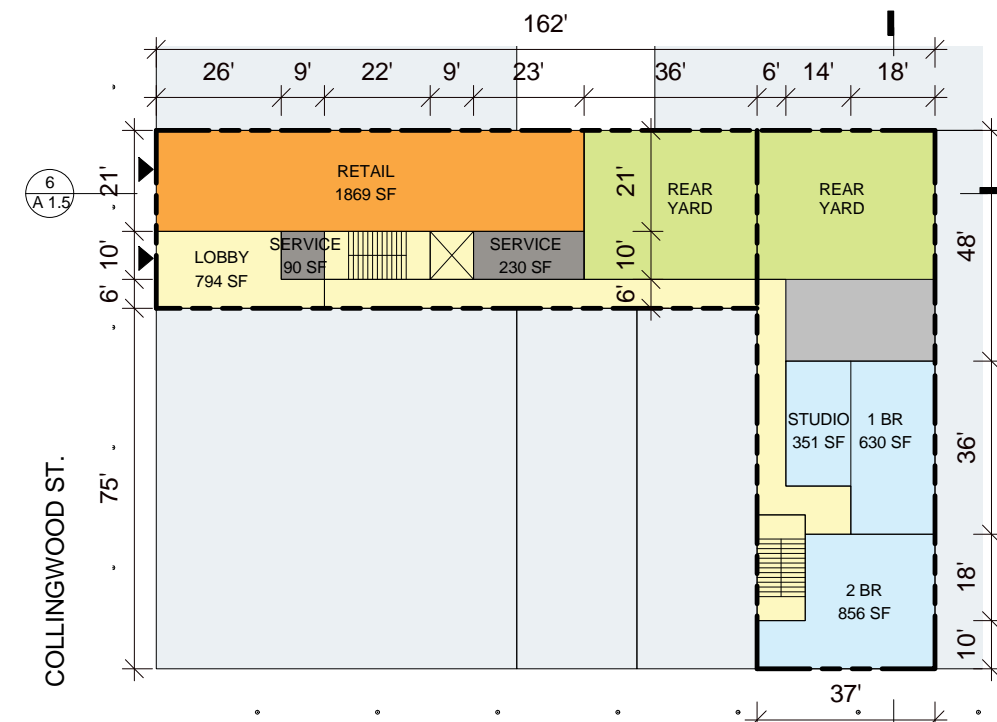 162'
26' 9' 22' 9' 23' 36' 6' 14' 18'
6
A 1.5
21'
10'
6'
75'
RETAIL
1869 SF
LOBBY
794 SF
SERVICE
90 SF
SERVICE
230 SF
21'
10'
6'
REAR
YARD
REAR
YARD
48'
36'
18'
10'
STUDIO
351 SF
1 BR
630 SF
2 BR
856 SF
37'
COLLINGWOOD ST.